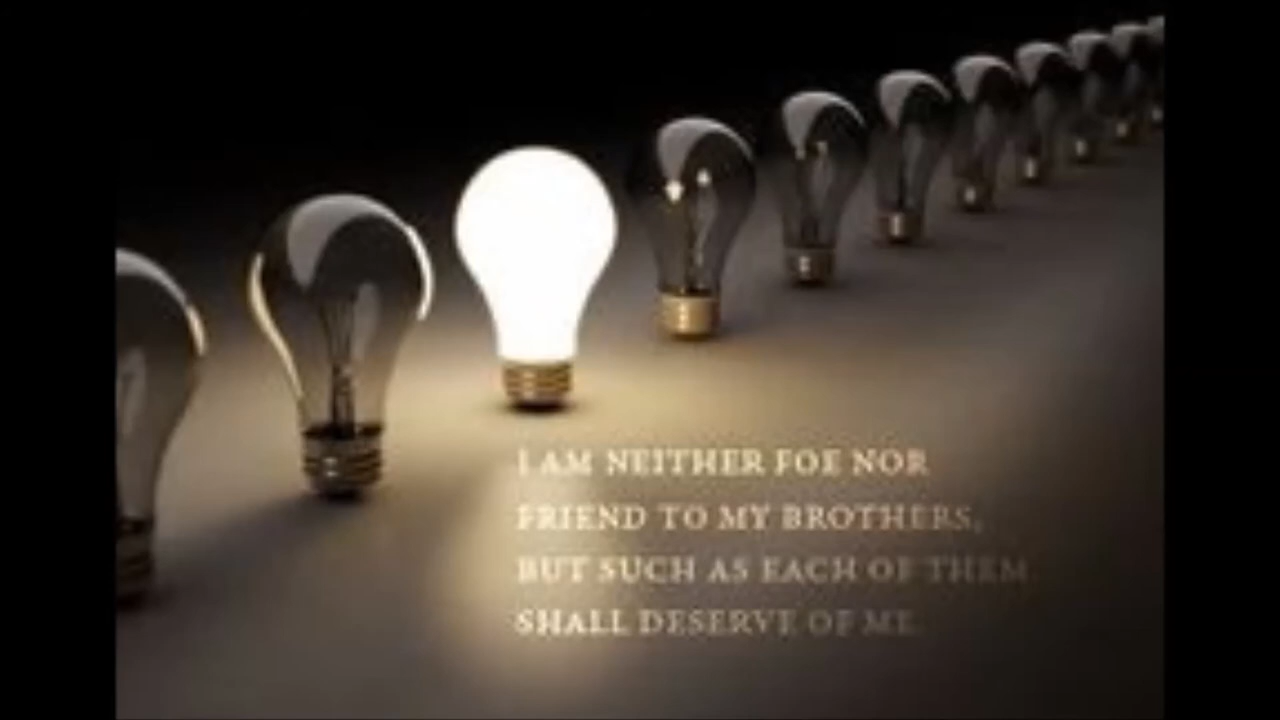 I AM NEITHER FOE NOR
FRIEND TO MY BROTHERS,
BUT SUCH AS EACH OF THEM
SHALL DESERVE OF ME.